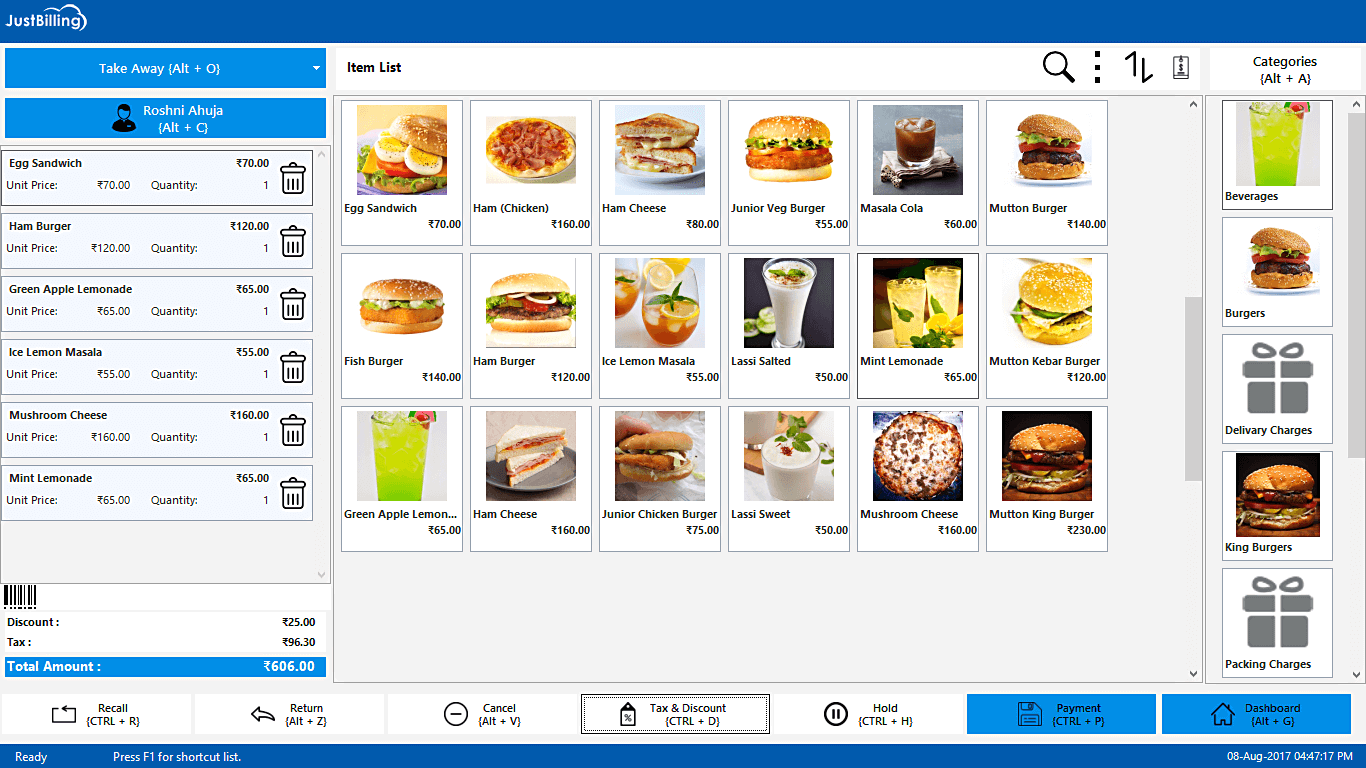 JustBilling
Take Away {Alt + O}
Roshni Ahuja
{Alt + C}
Egg Sandwich ₹70.00
Unit Price: ₹70.00 Quantity: 1
Ham Burger ₹120.00
Unit Price: ₹120.00 Quantity: 1
Green Apple Lemonade ₹65.00
Unit Price: ₹65.00 Quantity: 1
Ice Lemon Masala ₹55.00
Unit Price: ₹55.00 Quantity: 1
Mushroom Cheese ₹160.00
Unit Price: ₹160.00 Quantity: 1
Mint Lemonade ₹65.00
Unit Price: ₹65.00 Quantity: 1
Discount : ₹25.00
Tax : ₹96.30
Total Amount : ₹606.00
Item List
Egg Sandwich
₹70.00
Ham (Chicken)
₹160.00
Ham Cheese
₹80.00
Junior Veg Burger
₹55.00
Masala Cola
₹60.00
Mutton Burger
₹140.00
Fish Burger
₹140.00
Ham Burger
₹120.00
Ice Lemon Masala
₹55.00
Lassi Salted
₹50.00
Mint Lemonade
₹65.00
Mutton Kebar Burger
₹120.00
Green Apple Lemon...
₹65.00
Ham Cheese
₹160.00
Junior Chicken Burger
₹75.00
Lassi Sweet
₹50.00
Mushroom Cheese
₹160.00
Mutton King Burger
₹230.00
Categories
{Alt + A}
Beverages
Burgers
Delivary Charges
King Burgers
Packing Charges
Recall
{CTRL + R}
Return
{Alt + Z}
Cancel
{Alt + V}
Tax & Discount
{CTRL + D}
Hold
{CTRL + H}
Payment
{CTRL + P}
Dashboard
{Alt + G}
Ready
Press F1 for shortcut list.
08-Aug-2017 04:47:17 PM